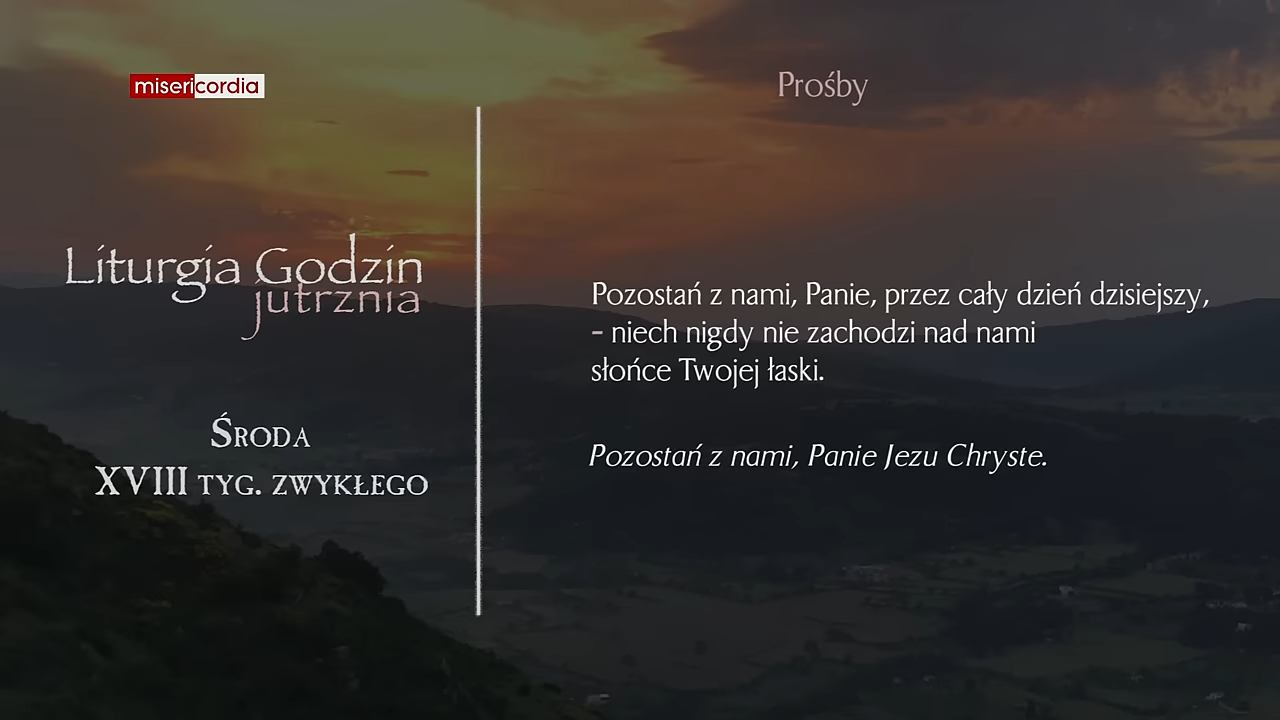 misericordia
Liturgia Godzin
jutrznia
Środa
XVIII tyg. zwykłego
Prośby
Pozostań z nami, Panie, przez cały dzień dzisiejszy,
- niech nigdy nie zachodzi nad nami
słońce Twojej łaski.
Pozostań z nami, Panie Jezu Chryste.